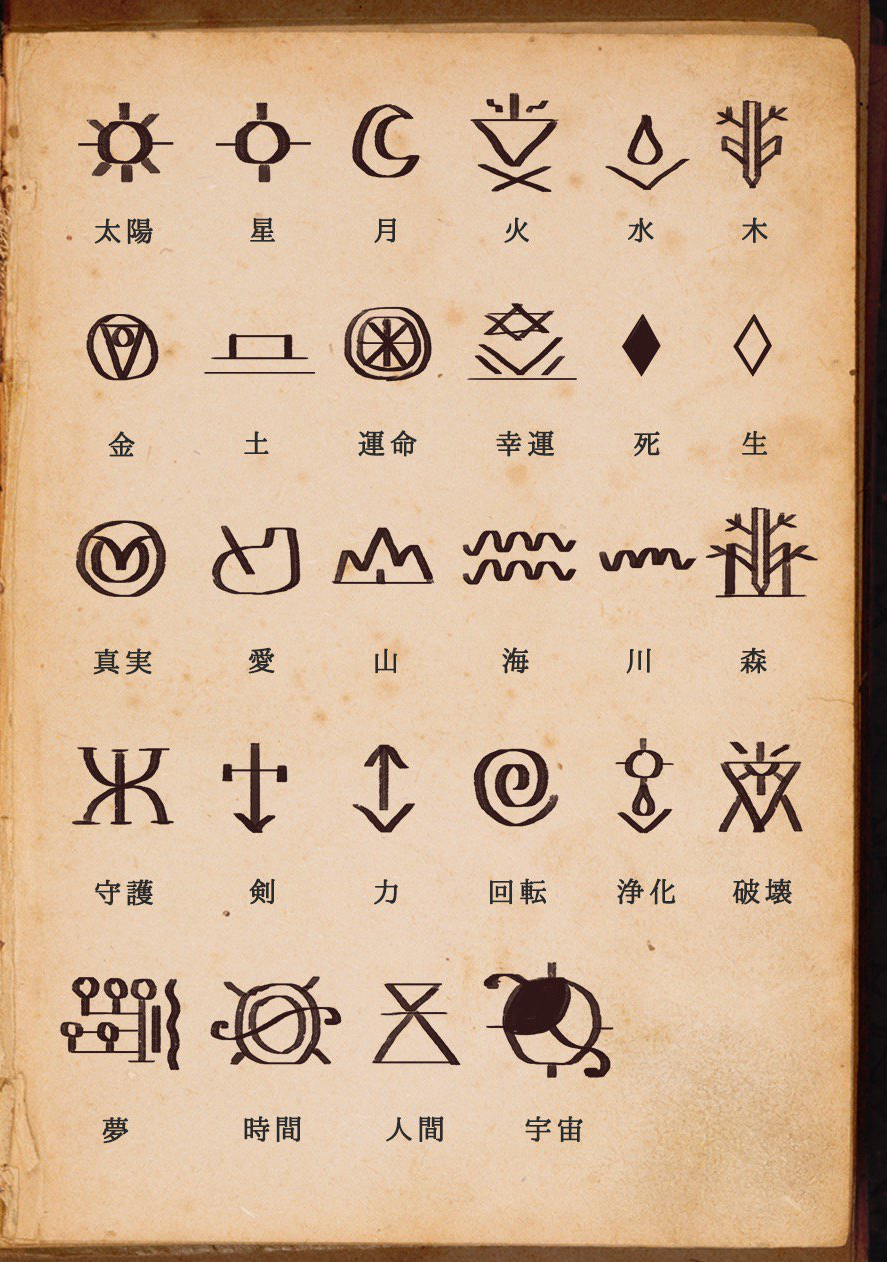 太陽 星 月 火 水 木
金 土 運命 幸運 死 生
真実 愛 山 海 川 森
守護 剣 力 回転 浄化 破壊
夢 時間 人間 宇宙